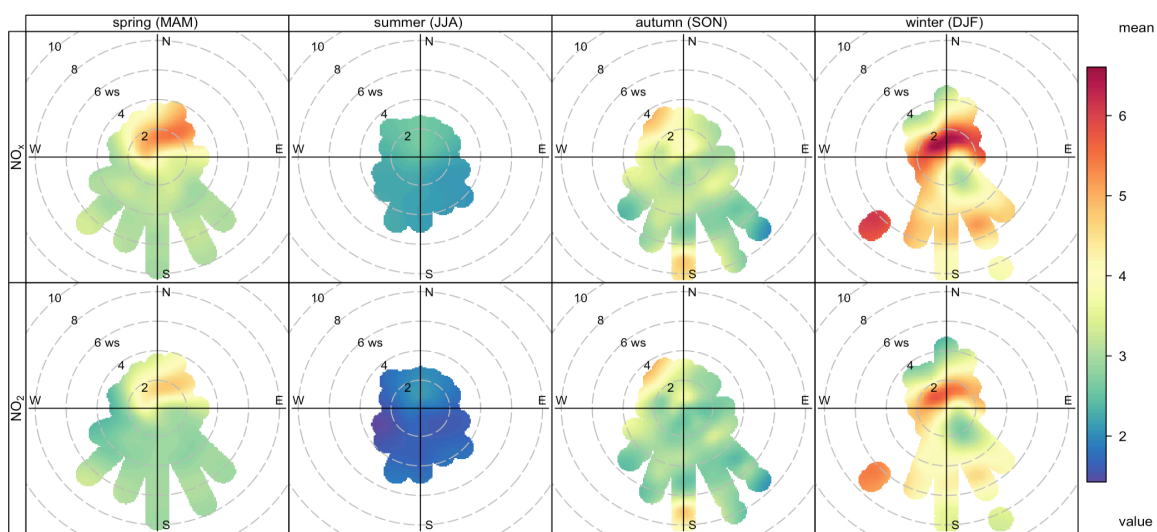 spring (MAM) summer (JJA) autumn (SON) winter (DJF)
mean
NOₓ
10 8 6 ws 4 2 N W E S
10 8 6 ws 4 2 N W E S
10 8 6 ws 4 2 N W E S
10 8 6 ws 4 2 N W E S
NO₂
10 8 6 ws 4 2 N W E S
10 8 6 ws 4 2 N W E S
10 8 6 ws 4 2 N W E S
10 8 6 ws 4 2 N W E S
6
5
4
3
2
value